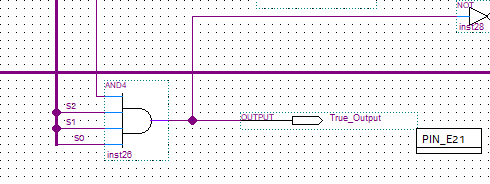 NOT
inst28
AND4
S2
S1
S0
OUTPUT
True_Output
PIN_E21
inst26